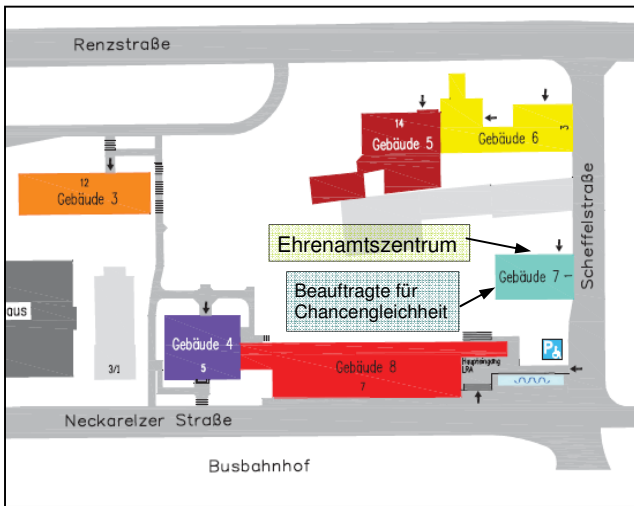 Renzstraße
14
Gebäude 5
Gebäude 6
3
12
Gebäude 3
Scheffelstraße
Ehrenamtszentrum
Gebäude 7
Beauftragte für
Chancengleichheit
aus
3/1
Gebäude 4
5
Gebäude 8
7
Haupteingang
LRA
P
Neckarelzer Straße
Busbahnhof